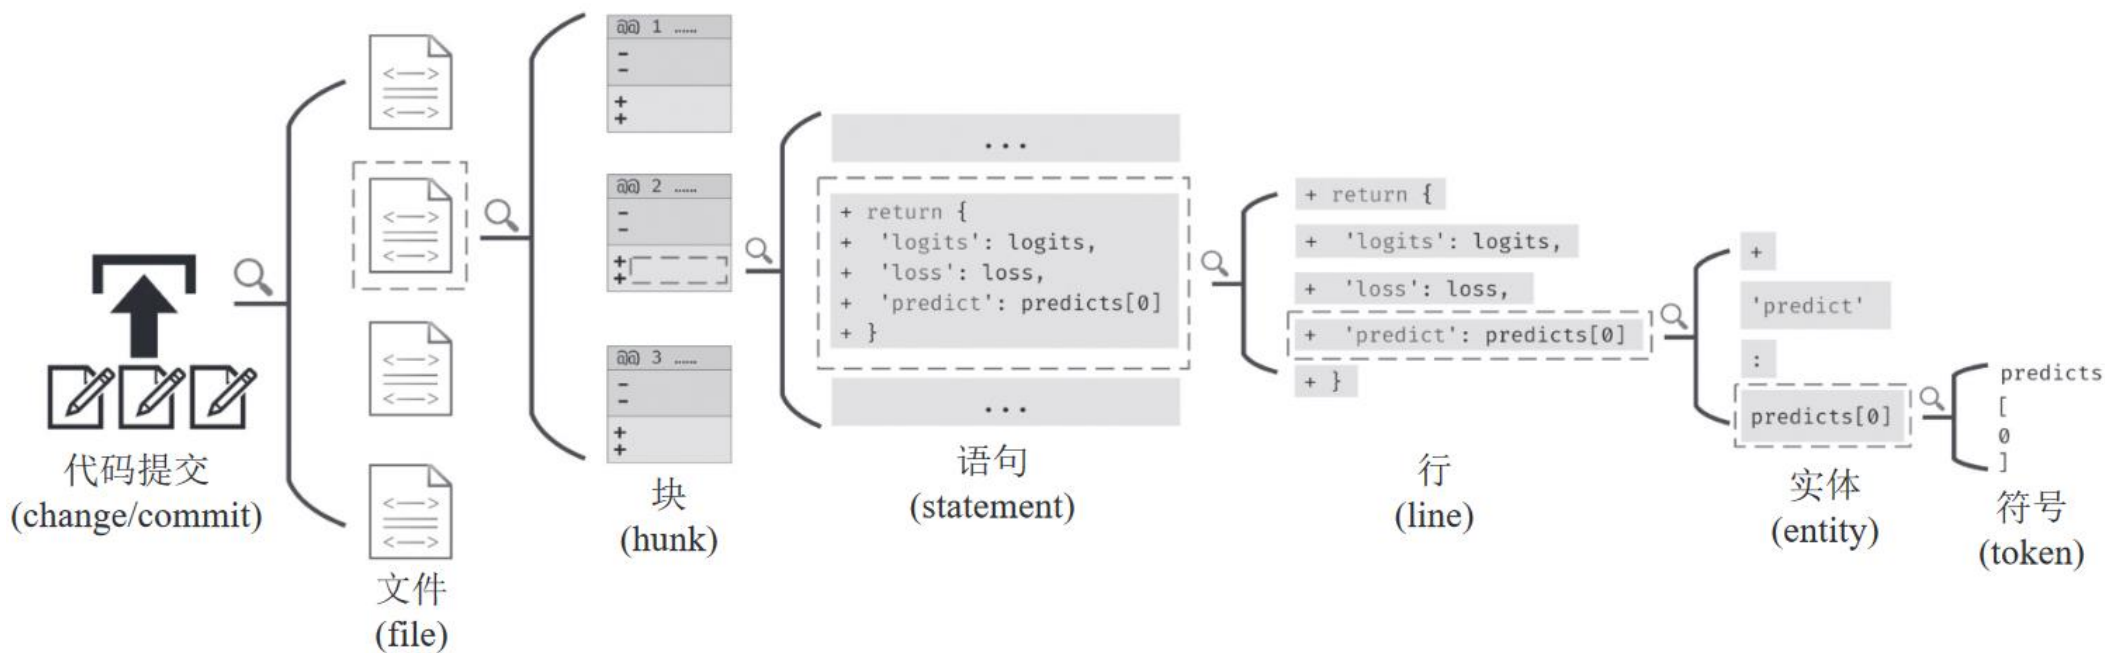 代码提交
(change/commit)
<—>
<—>
<—>
<—>
<—>
<—>
<—>
<—>
文件
(file)
@@ 1 ......
-
-
+
+
@@ 2 ......
-
-
+
+
@@ 3 ......
-
-
+
+
块
(hunk)
...
+ return {
+  'logits': logits,
+  'loss': loss,
+  'predict': predicts[0]
+ }
...
语句
(statement)
+ return {
+  'logits': logits,
+  'loss': loss,
+  'predict': predicts[0]
+ }
行
(line)
+
'predict'
:
predicts[0]
实体
(entity)
predicts
[
0
]
符号
(token)